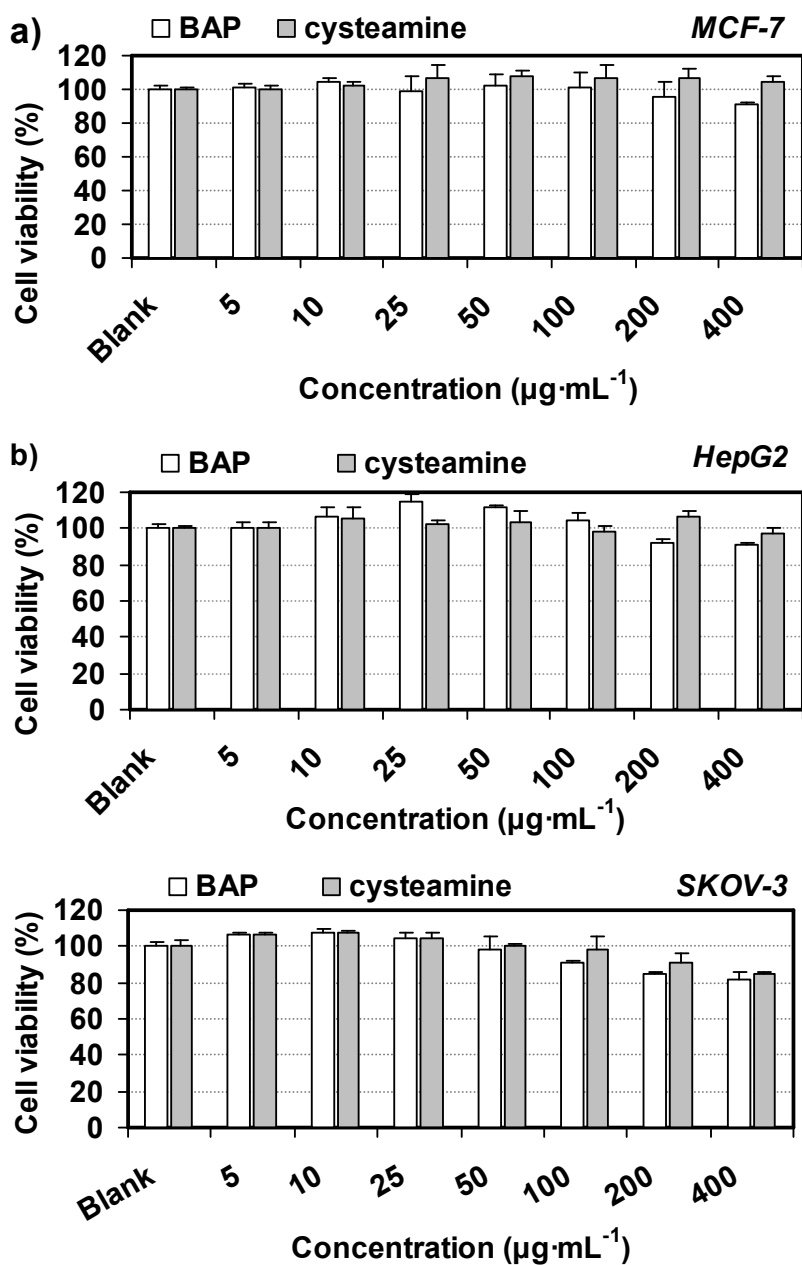 a)
BAP cysteamine MCF-7
Cell viability (%)
120
100
80
60
40
20
0
Blank 5 10 25 50 100 200 400
Concentration (µg·mL⁻¹)
b)
BAP cysteamine HepG2
Cell viability (%)
120
100
80
60
40
20
0
Blank 5 10 25 50 100 200 400
Concentration (µg·mL⁻¹)
BAP cysteamine SKOV-3
Cell viability (%)
120
100
80
60
40
20
0
Blank 5 10 25 50 100 200 400
Concentration (µg·mL⁻¹)